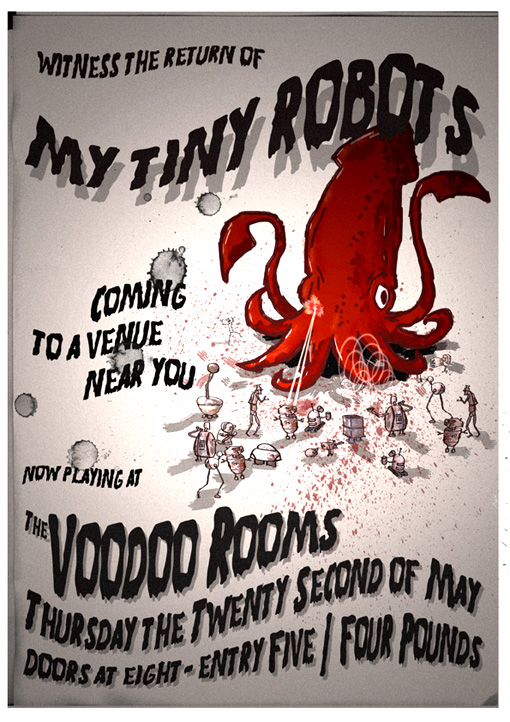 WITNESS THE RETURN OF
MY TINY ROBOTS
COMING
TO A VENUE
NEAR YOU
NOW PLAYING AT
THE VOODOO ROOMS
THURSDAY THE TWENTY SECOND OF MAY
DOORS AT EIGHT - ENTRY FIVE / FOUR POUNDS